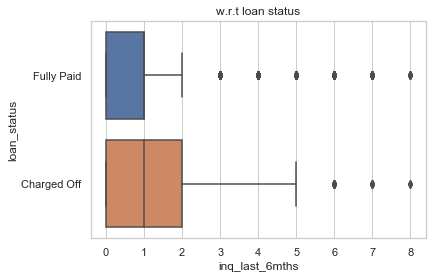 w.r.t loan status
loan_status
Fully Paid
Charged Off
0 1 2 3 4 5 6 7 8
inq_last_6mths